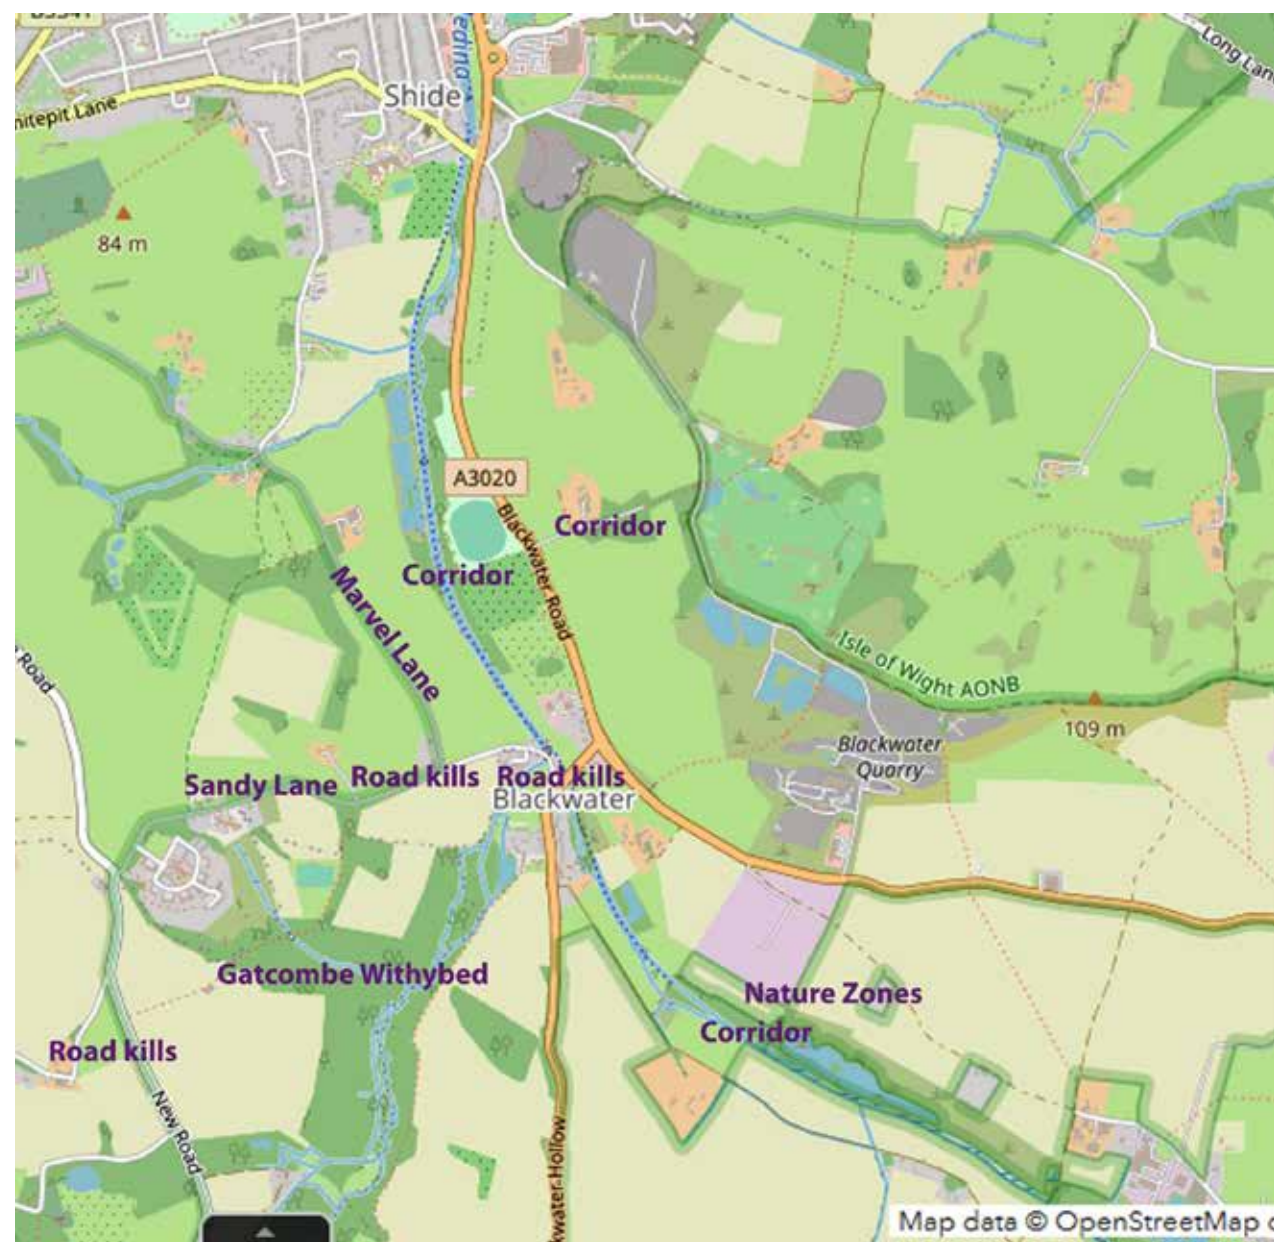 edina
Long Lan
hitepit Lane
Shide
84 m
A3020
Blackwater Road
Corridor
Corridor
Marvel Lane
Road
Isle of Wight AONB
109 m
Blackwater
Quarry
Sandy Lane
Road kills
Road kills
Blackwater
Gatcombe Withybed
Nature Zones
Corridor
Road kills
New Road
kwater Hollow
Map data © OpenStreetMap c